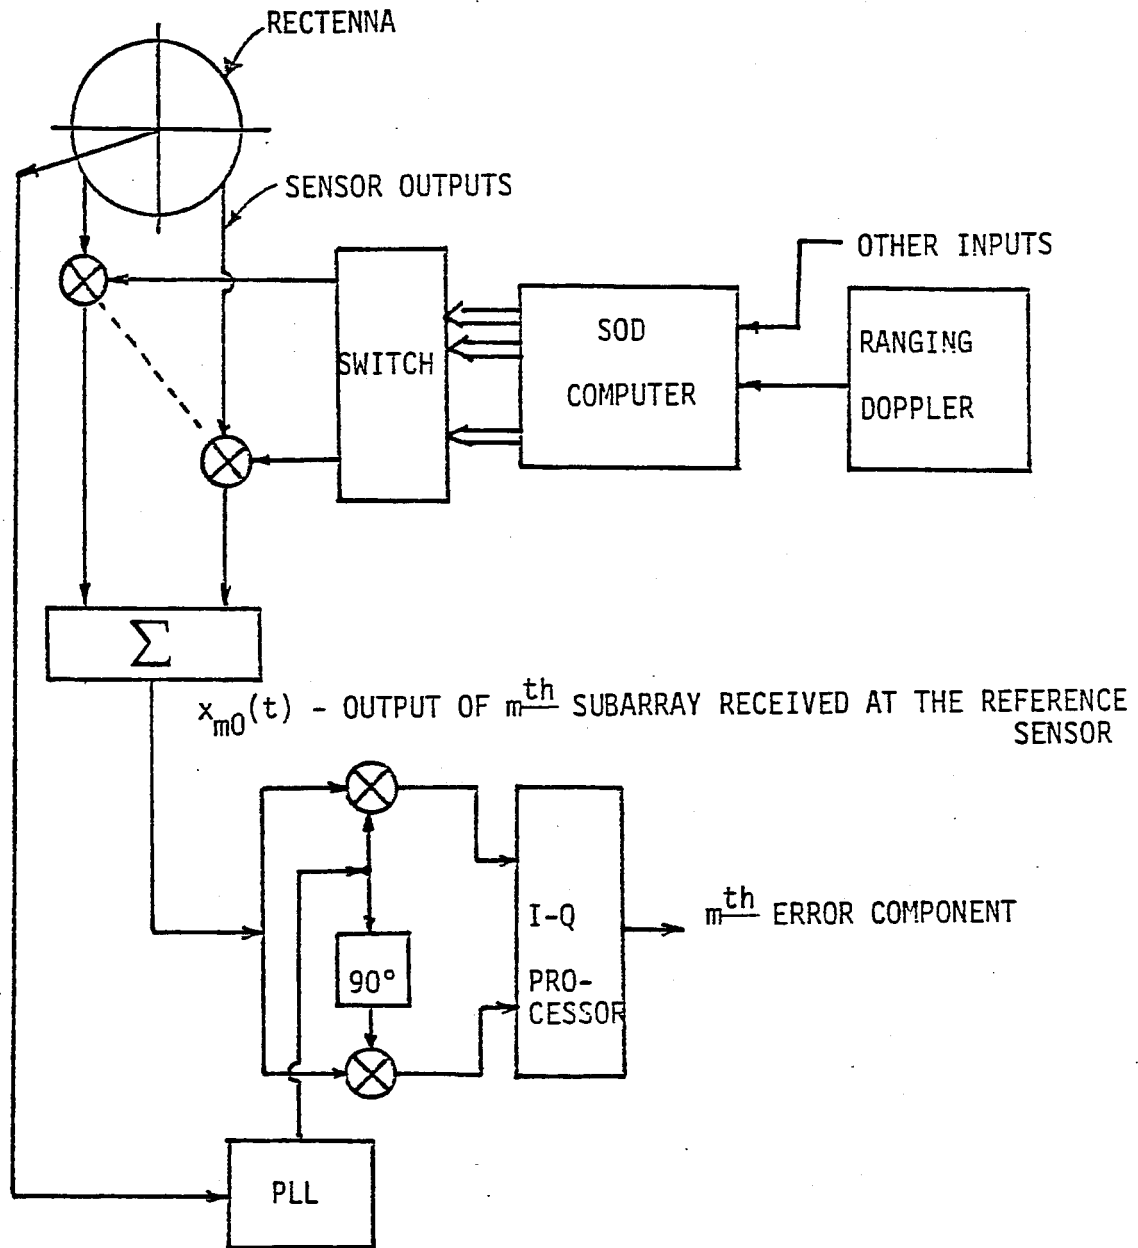 RECTENNA
SENSOR OUTPUTS
OTHER INPUTS
SWITCH
SOD
COMPUTER
RANGING
DOPPLER
Σ
x_m0(t) - OUTPUT OF m^th SUBARRAY RECEIVED AT THE REFERENCE
SENSOR
I-Q
PRO-
CESSOR
m^th ERROR COMPONENT
90°
PLL